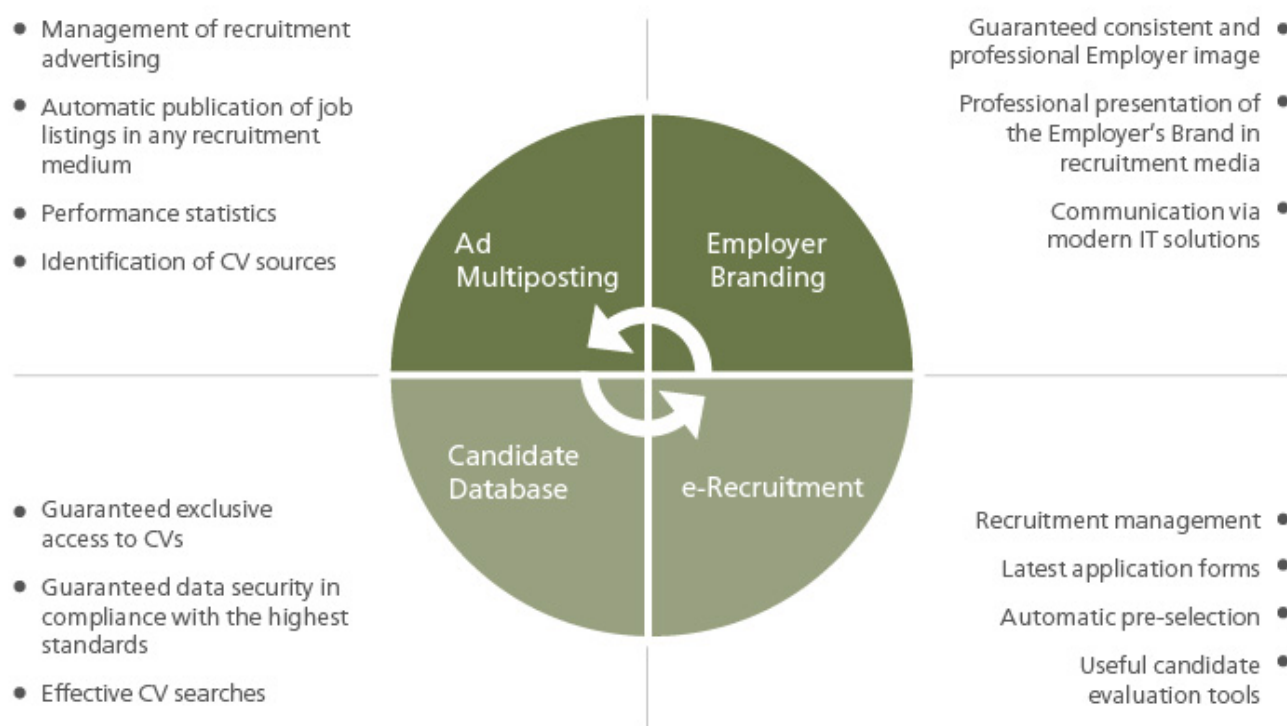 • Management of recruitment
advertising
• Automatic publication of job
listings in any recruitment
medium
• Performance statistics
• Identification of CV sources
Guaranteed consistent and •
professional Employer image
Professional presentation of •
the Employer's Brand in
recruitment media
Communication via •
modern IT solutions
Ad
Multiposting
Employer
Branding
Candidate
Database
e-Recruitment
• Guaranteed exclusive
access to CVs
• Guaranteed data security in
compliance with the highest
standards
• Effective CV searches
Recruitment management •
Latest application forms •
Automatic pre-selection •
Useful candidate •
evaluation tools